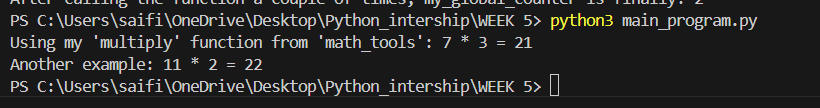 After calling the function a couple of times, my_global_counter is finally: 2
PS C:\Users\saifi\OneDrive\Desktop\Python_intership\WEEK 5> python3 main_program.py
Using my 'multiply' function from 'math_tools': 7 * 3 = 21
Another example: 11 * 2 = 22
PS C:\Users\saifi\OneDrive\Desktop\Python_intership\WEEK 5>